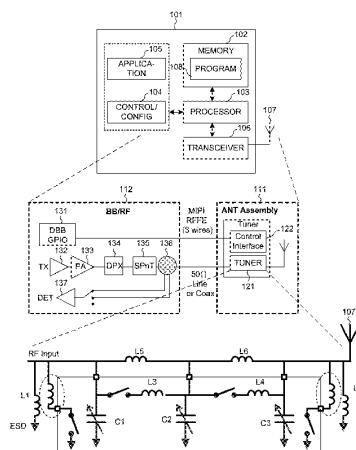 101
105
102
APPLICA-
TION
MEMORY
108
PROGRAM
104
103
107
CONTROL/
CONFIG
PROCESSOR
106
TRANSCEIVER
112
111
BB/RF
MIPI
RFFE
(3 wires)
ANT Assembly
131
DBB
GPIO
Tuner
Control
Interface
122
132
133
134
135
136
TX
PA
DPX
SPnT
TUNER
121
137
DET
50Ω
Line
or Coax
107
RF Input
L5
L6
L1
L3
L4
C1
C2
C3
ESD